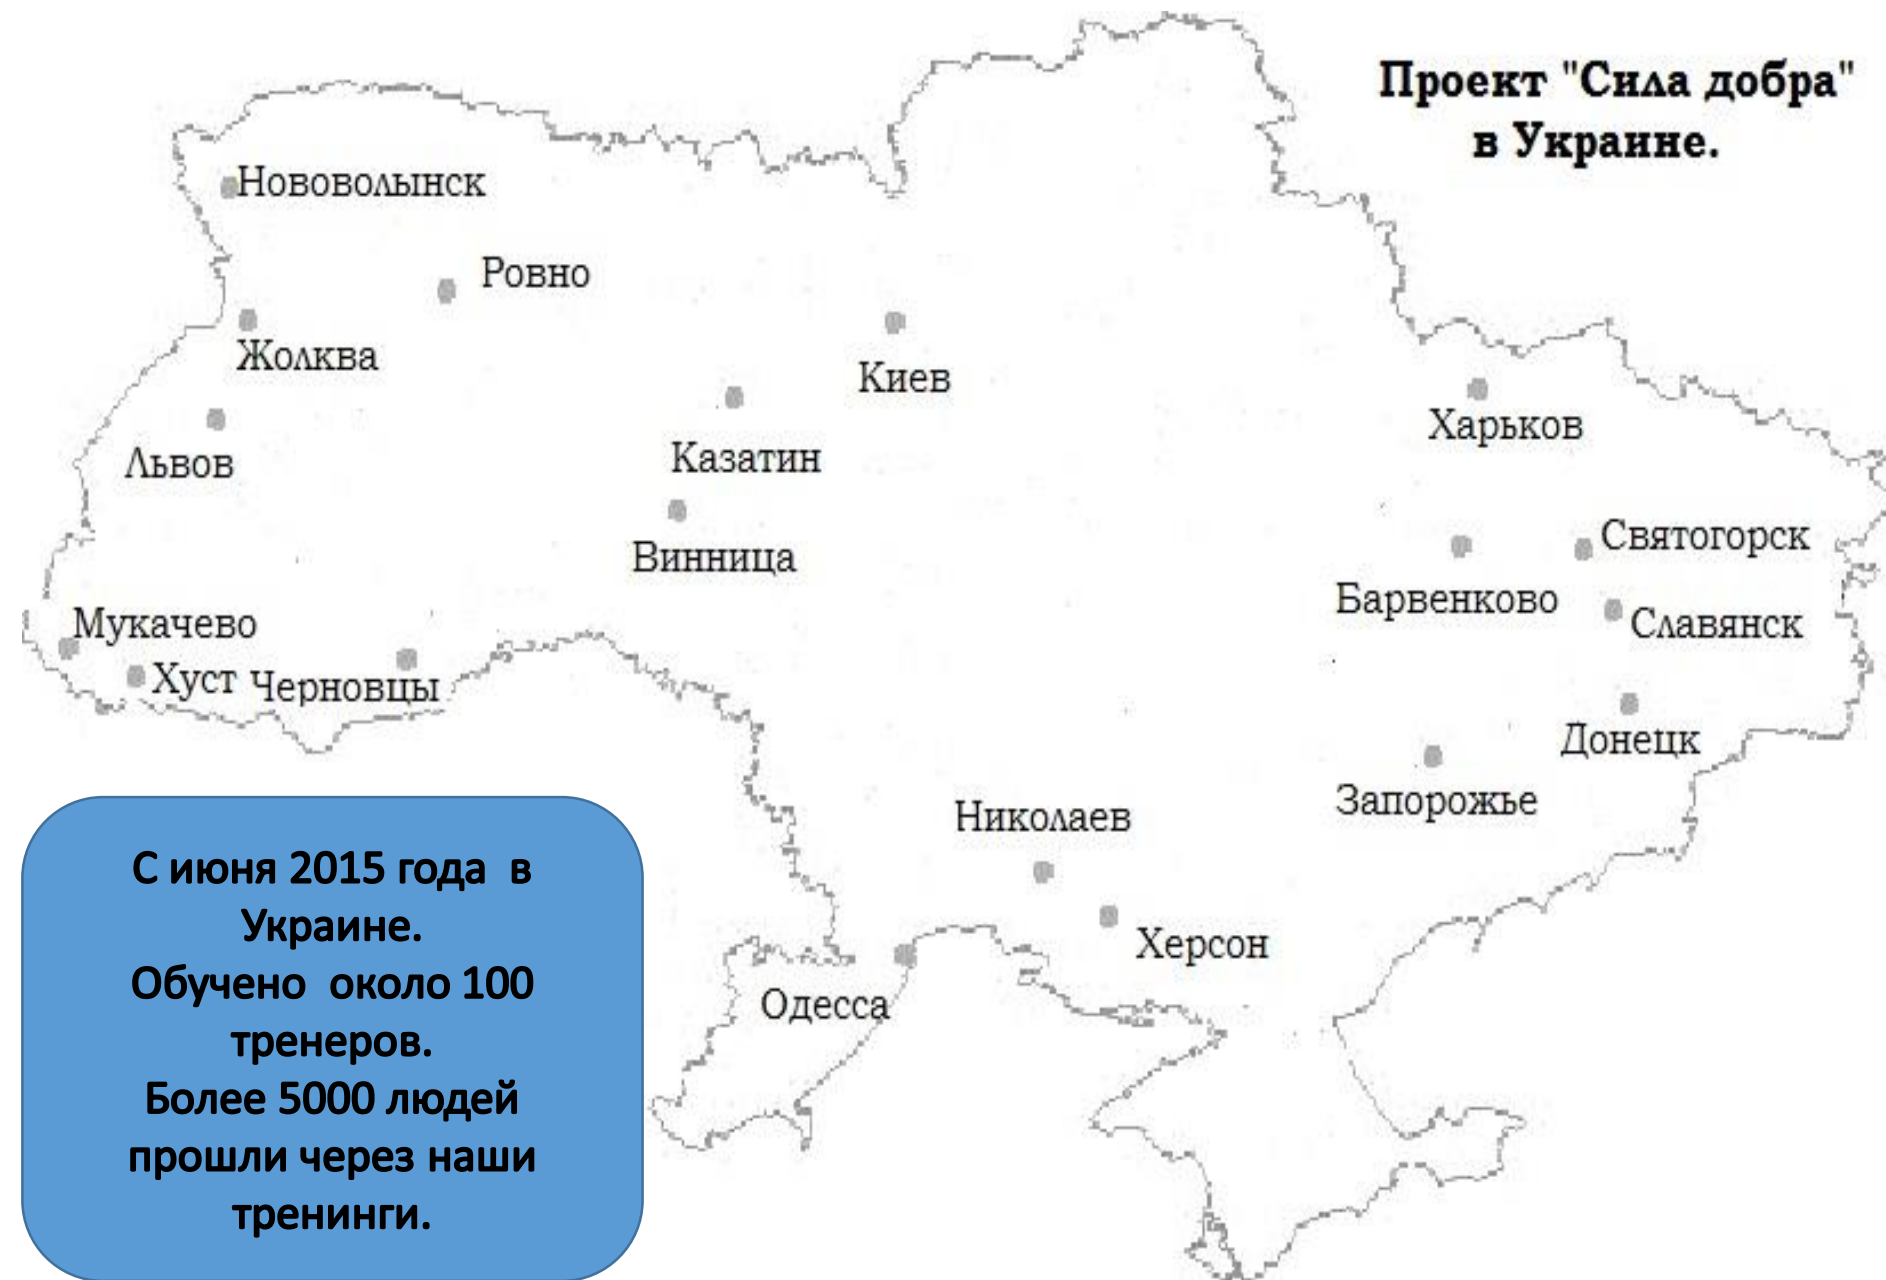 Проект "Сила добра"
в Украине.
Нововолынск
Ровно
Жолква
Киев
Львов
Казатин
Харьков
Винница
Святогорск
Барвенково
Славянск
Мукачево
Хуст
Черновцы
Донецк
Запорожье
Николаев
Херсон
Одесса
С июня 2015 года  в
Украине.
Обучено  около 100
тренеров.
Более 5000 людей
прошли через наши
тренинги.